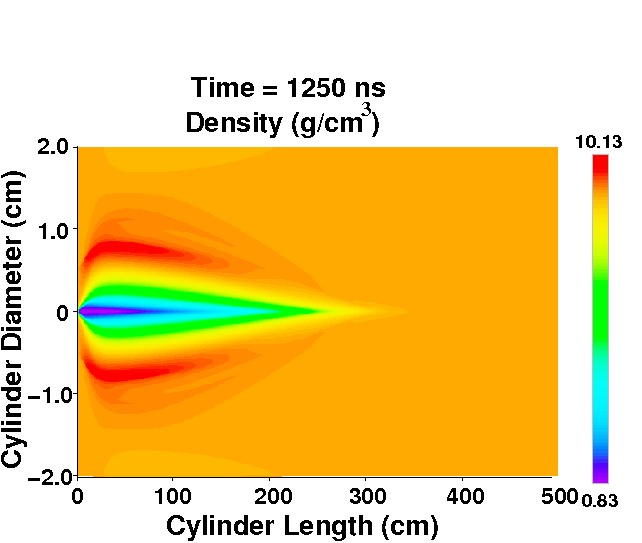 Time = 1250 ns
Density (g/cm³)
10.13
2.0
1.0
0
−1.0
−2.0
Cylinder Diameter (cm)
0 100 200 300 400 500
0.83
Cylinder Length (cm)